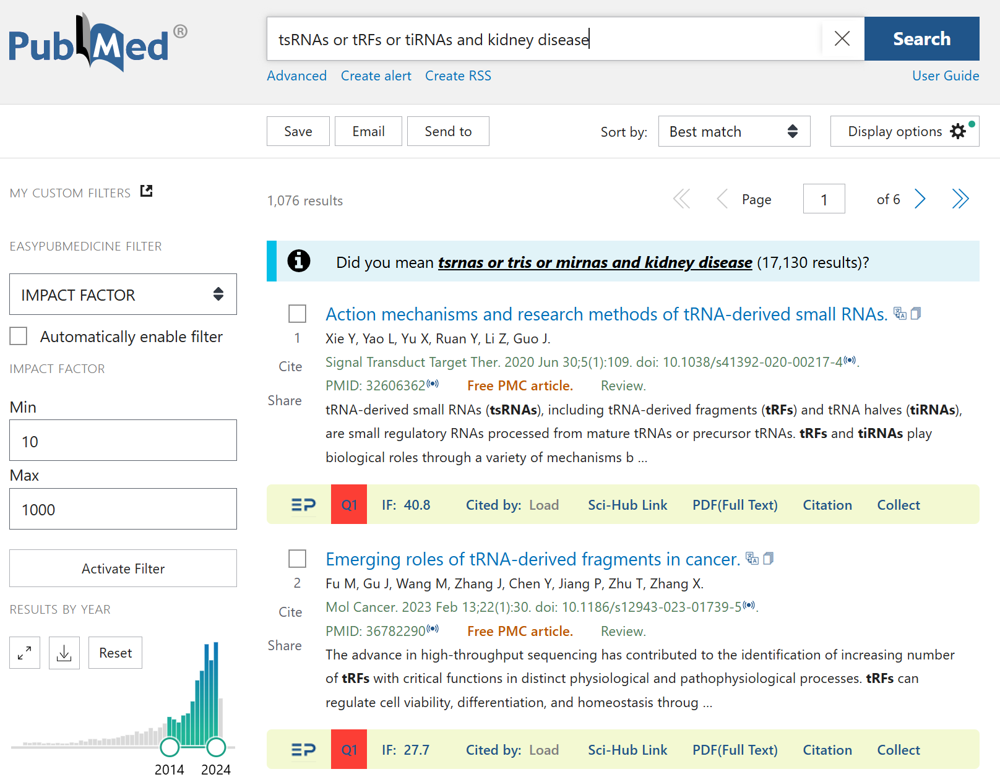 PubMed®
tsRNAs or tRFs or tiRNAs and kidney disease
Search
Advanced Create alert Create RSS
User Guide
Save Email Send to
Sort by: Best match
Display options
MY CUSTOM FILTERS
EASYPUBMEDICINE FILTER
IMPACT FACTOR
Automatically enable filter
IMPACT FACTOR
Min
10
Max
1000
Activate Filter
RESULTS BY YEAR
Reset
2014 2024
1,076 results
Page 1 of 6
Did you mean tsrnas or tris or mirnas and kidney disease (17,130 results)?
Action mechanisms and research methods of tRNA-derived small RNAs.
1
Cite
Share
Xie Y, Yao L, Yu X, Ruan Y, Li Z, Guo J.
Signal Transduct Target Ther. 2020 Jun 30;5(1):109. doi: 10.1038/s41392-020-00217-4.
PMID: 32606362 Free PMC article. Review.
tRNA-derived small RNAs (tsRNAs), including tRNA-derived fragments (tRFs) and tRNA halves (tiRNAs),
are small regulatory RNAs processed from mature tRNAs or precursor tRNAs. tRFs and tiRNAs play
biological roles through a variety of mechanisms b ...
EP Q1 IF: 40.8 Cited by: Load Sci-Hub Link PDF(Full Text) Citation Collect
Emerging roles of tRNA-derived fragments in cancer.
2
Cite
Share
Fu M, Gu J, Wang M, Zhang J, Chen Y, Jiang P, Zhu T, Zhang X.
Mol Cancer. 2023 Feb 13;22(1):30. doi: 10.1186/s12943-023-01739-5.
PMID: 36782290 Free PMC article. Review.
The advance in high-throughput sequencing has contributed to the identification of increasing number
of tRFs with critical functions in distinct physiological and pathophysiological processes. tRFs can
regulate cell viability, differentiation, and homeostasis throug ...
EP Q1 IF: 27.7 Cited by: Load Sci-Hub Link PDF(Full Text) Citation Collect